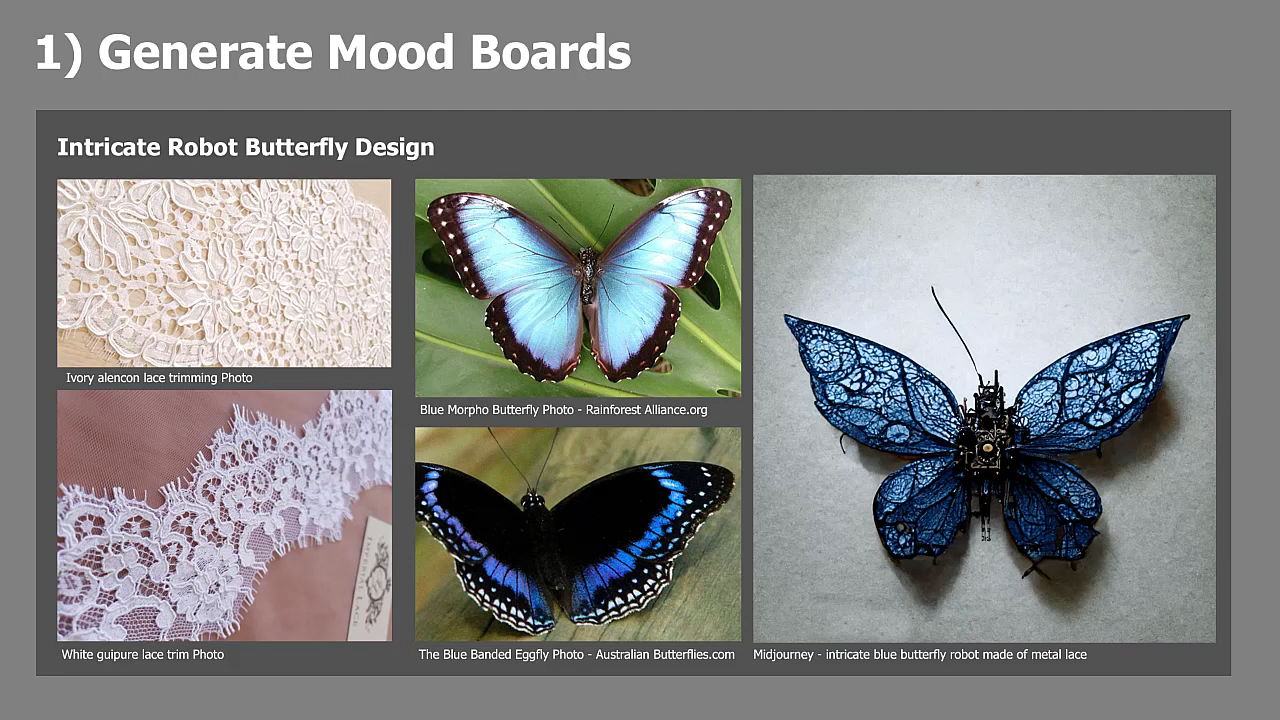 1) Generate Mood Boards
Intricate Robot Butterfly Design
Ivory alencon lace trimming Photo
White guipure lace trim Photo
Blue Morpho Butterfly Photo - Rainforest Alliance.org
The Blue Banded Eggfly Photo - Australian Butterflies.com
Midjourney - intricate blue butterfly robot made of metal lace